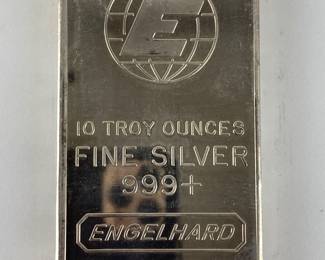 E
10 TROY OUNCES
FINE SILVER
999+
ENGELHARD